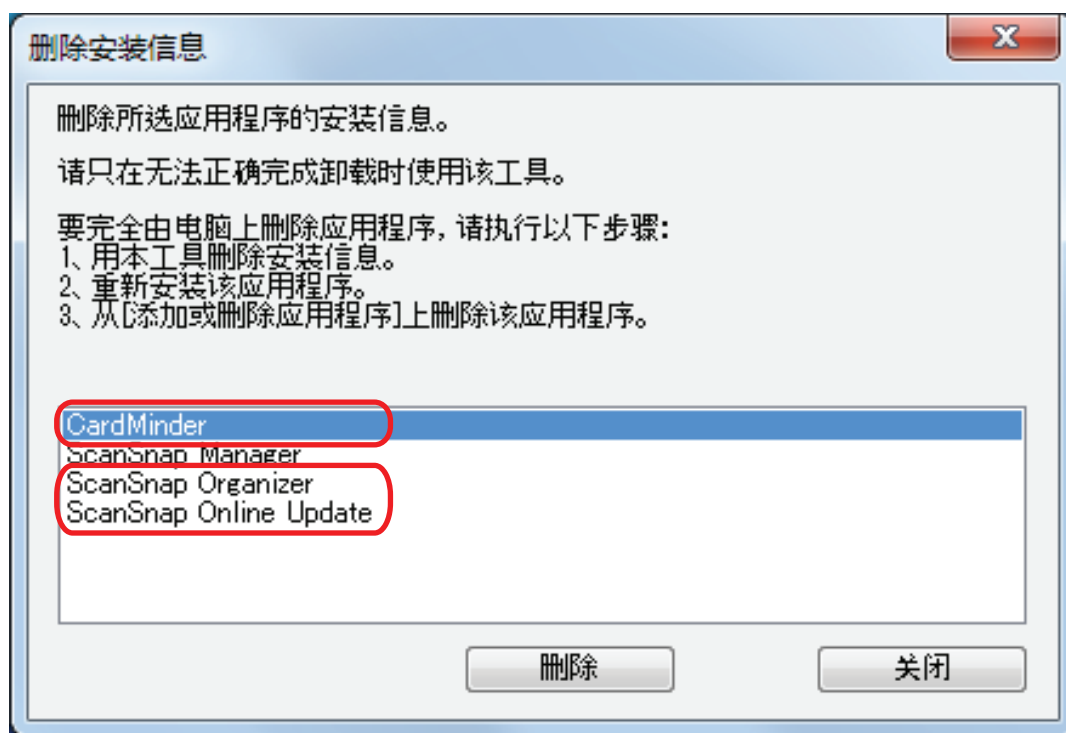 删除安装信息
删除所选应用程序的安装信息。
请只在无法正确完成卸载时使用该工具。
要完全由电脑上删除应用程序, 请执行以下步骤:
1、用本工具删除安装信息。
2、重新安装该应用程序。
3、从[添加或删除应用程序]上删除该应用程序。
CardMinder
ScanSnap Manager
ScanSnap Organizer
ScanSnap Online Update
删除
关闭